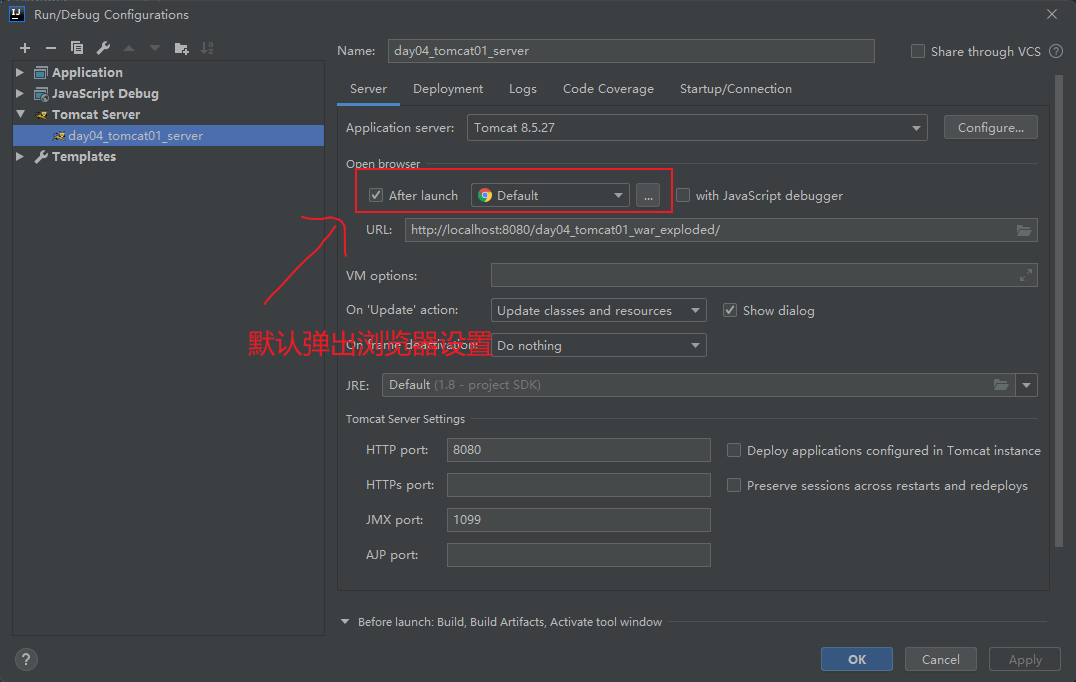 Run/Debug Configurations
Name: day04_tomcat01_server Share through VCS
Application
JavaScript Debug
Tomcat Server
day04_tomcat01_server
Templates
Server Deployment Logs Code Coverage Startup/Connection
Application server: Tomcat 8.5.27 Configure...
Open browser
After launch Default ... with JavaScript debugger
URL: http://localhost:8080/day04_tomcat01_war_exploded/
VM options:
On 'Update' action: Update classes and resources Show dialog
默认弹出浏览器设置
On frame deactivation: Do nothing
JRE: Default (1.8 - project SDK)
Tomcat Server Settings
HTTP port: 8080 Deploy applications configured in Tomcat instance
HTTPs port: Preserve sessions across restarts and redeploys
JMX port: 1099
AJP port:
Before launch: Build, Build Artifacts, Activate tool window
? OK Cancel Apply